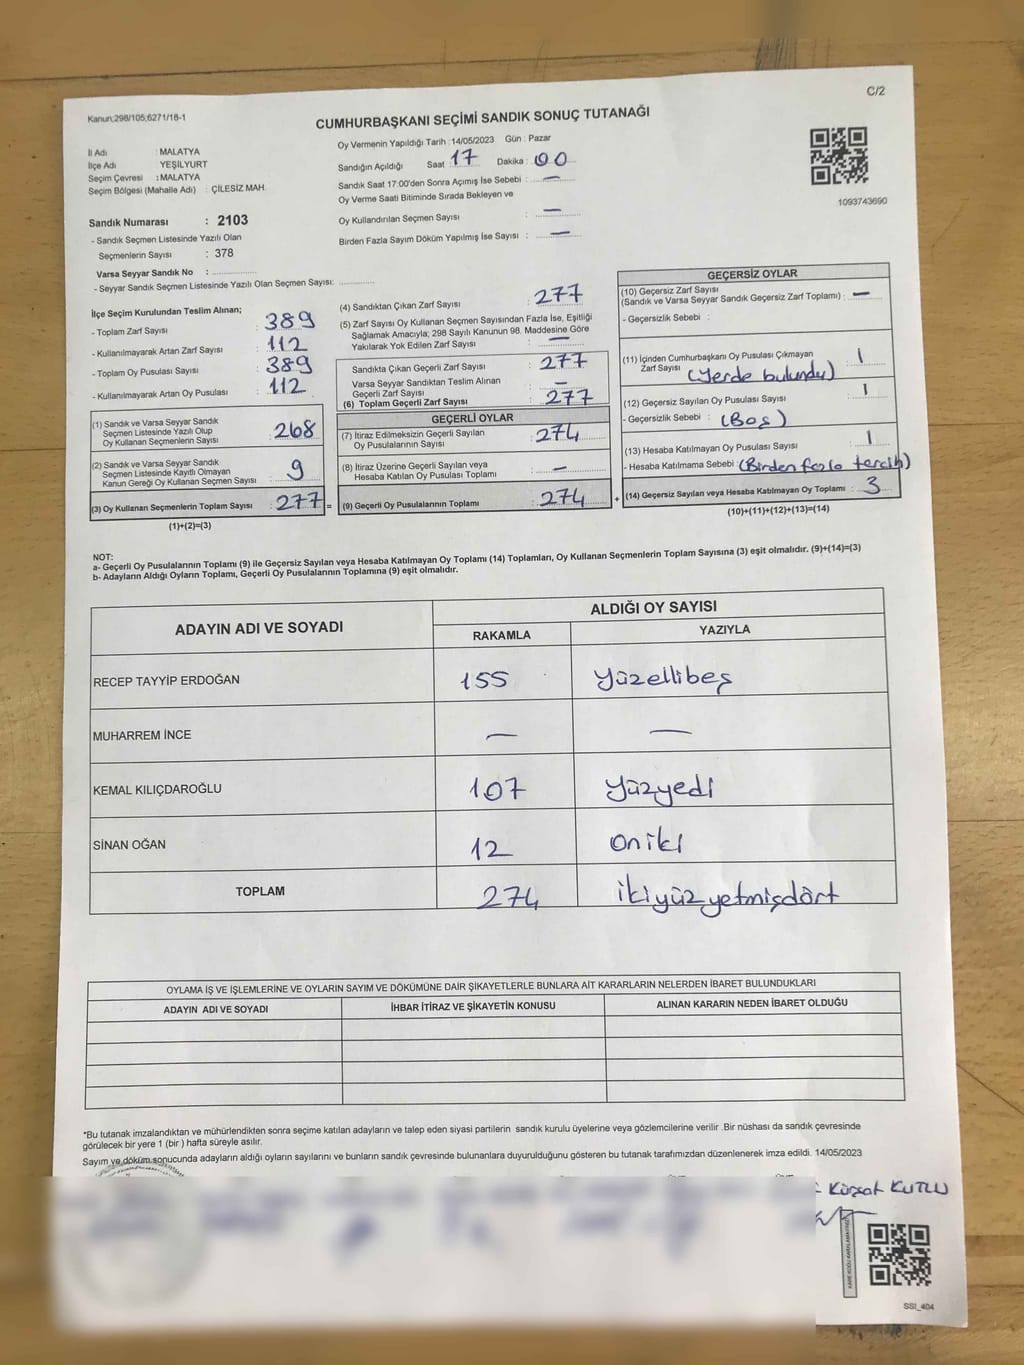 C/2
Kanun;298/105;6271/18-1
CUMHURBAŞKANI SEÇİMİ SANDIK SONUÇ TUTANAĞI
İl Adı : MALATYA
İlçe Adı : YEŞİLYURT
Seçim Çevresi : MALATYA
Seçim Bölgesi (Mahalle Adı) : ÇİLESİZ MAH.
Sandık Numarası : 2103
- Sandık Seçmen Listesinde Yazılı Olan
Seçmenlerin Sayısı : 378
Varsa Seyyar Sandık No :
- Seyyar Sandık Seçmen Listesinde Yazılı Olan Seçmen Sayısı:
Oy Vermenin Yapıldığı Tarih :14/05/2023 Gün : Pazar
Sandığın Açıldığı Saat 17 Dakika : 00
Sandık Saat 17:00'den Sonra Açımış İse Sebebi : —
Oy Verme Saati Bitiminde Sırada Bekleyen ve
Oy Kullandırılan Seçmen Sayısı : —
Birden Fazla Sayım Döküm Yapılmış İse Sayısı : —
1093743690
İlçe Seçim Kurulundan Teslim Alınan;
- Toplam Zarf Sayısı : 389
- Kullanılmayarak Artan Zarf Sayısı : 112
- Toplam Oy Pusulası Sayısı : 389
- Kullanılmayarak Artan Oy Pusulası : 112
(1) Sandık ve Varsa Seyyar Sandık
Seçmen Listesinde Yazılı Olup
Oy Kullanan Seçmenlerin Sayısı : 268
(2) Sandık ve Varsa Seyyar Sandık
Seçmen Listesinde Kayıtlı Olmayan
Kanun Gereği Oy Kullanan Seçmen Sayısı : 9
(3) Oy Kullanan Seçmenlerin Toplam Sayısı : 277 =
(1)+(2)=(3)
(4) Sandıktan Çıkan Zarf Sayısı : 277
(5) Zarf Sayısı Oy Kullanan Seçmen Sayısından Fazla İse, Eşitliği
Sağlamak Amacıyla; 298 Sayılı Kanunun 98. Maddesine Göre
Yakılarak Yok Edilen Zarf Sayısı : —
Sandıkta Çıkan Geçerli Zarf Sayısı : 277
Varsa Seyyar Sandıktan Teslim Alınan
Geçerli Zarf Sayısı : —
(6) Toplam Geçerli Zarf Sayısı : 277
GEÇERLİ OYLAR
(7) İtiraz Edilmeksizin Geçerli Sayılan
Oy Pusulalarının Sayısı : 274
(8) İtiraz Üzerine Geçerli Sayılan veya
Hesaba Katılan Oy Pusulası Toplamı : —
(9) Geçerli Oy Pusulalarının Toplamı : 274 +
GEÇERSİZ OYLAR
(10) Geçersiz Zarf Sayısı
(Sandık ve Varsa Seyyar Sandık Geçersiz Zarf Toplamı) : —
- Geçersizlik Sebebi :
(11) İçinden Cumhurbaşkanı Oy Pusulası Çıkmayan
Zarf Sayısı : 1
(Yerde bulundu)
(12) Geçersiz Sayılan Oy Pusulası Sayısı : 1
- Geçersizlik Sebebi : (Boş)
(13) Hesaba Katılmayan Oy Pusulası Sayısı : 1
- Hesaba Katılmama Sebebi : (Birden fazla tercih)
(14) Geçersiz Sayılan veya Hesaba Katılmayan Oy Toplamı : 3
(10)+(11)+(12)+(13)=(14)
NOT:
a- Geçerli Oy Pusulalarının Toplamı (9) ile Geçersiz Sayılan veya Hesaba Katılmayan Oy Toplamı (14) Toplamları, Oy Kullanan Seçmenlerin Toplam Sayısına (3) eşit olmalıdır. (9)+(14)=(3)
b- Adayların Aldığı Oyların Toplamı, Geçerli Oy Pusulalarının Toplamına (9) eşit olmalıdır.
ADAYIN ADI VE SOYADI ALDIĞI OY SAYISI
RAKAMLA YAZIYLA
RECEP TAYYİP ERDOĞAN 155 Yüzellibeş
MUHARREM İNCE — —
KEMAL KILIÇDAROĞLU 107 Yüzyedi
SİNAN OĞAN 12 Oniki
TOPLAM 274 İkiyüzyetmişdört
OYLAMA İŞ VE İŞLEMLERİNE VE OYLARIN SAYIM VE DÖKÜMÜNE DAİR ŞİKAYETLERLE BUNLARA AİT KARARLARIN NELERDEN İBARET BULUNDUKLARI
ADAYIN ADI VE SOYADI İHBAR İTİRAZ VE ŞİKAYETİN KONUSU ALINAN KARARIN NEDEN İBARET OLDUĞU
*Bu tutanak imzalandıktan ve mühürlendikten sonra seçime katılan adayların ve talep eden siyasi partilerin sandık kurulu üyelerine veya gözlemcilerine verilir .Bir nüshası da sandık çevresinde
görülecek bir yere 1 (bir ) hafta süreyle asılır.
Sayım ve döküm sonucunda adayların aldığı oyların sayılarını ve bunların sandık çevresinde bulunanlara duyurulduğunu gösteren bu tutanak tarafımızdan düzenlenerek imza edildi. 14/05/2023
Kürşat KUTLU
SSI_404